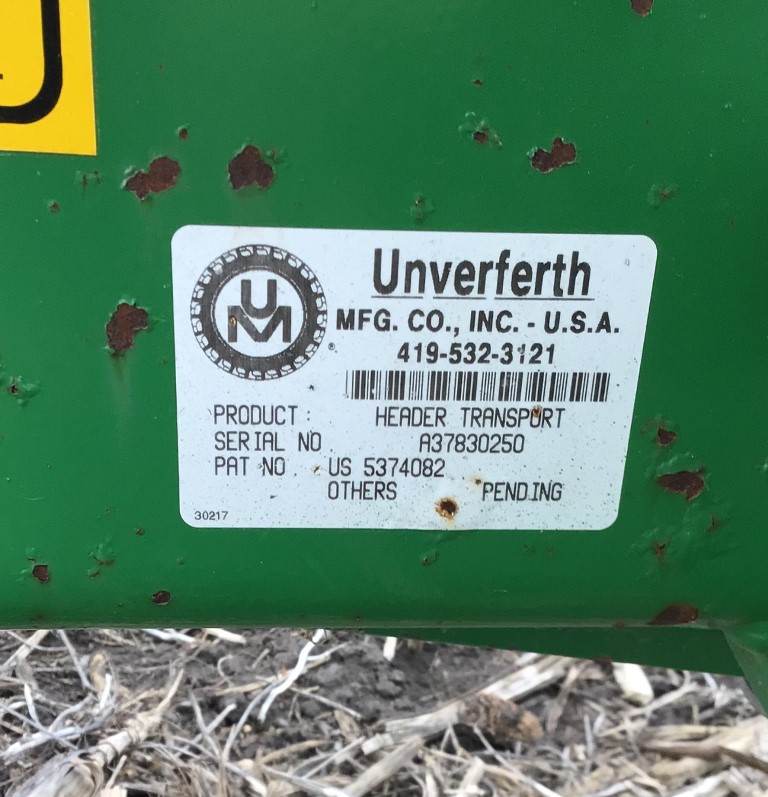 UM
Unverferth
®
MFG. CO., INC. - U.S.A.
419-532-3121
PRODUCT: HEADER TRANSPORT
SERIAL NO. A37830250
PAT NO. US 5374082
OTHERS PENDING
30217